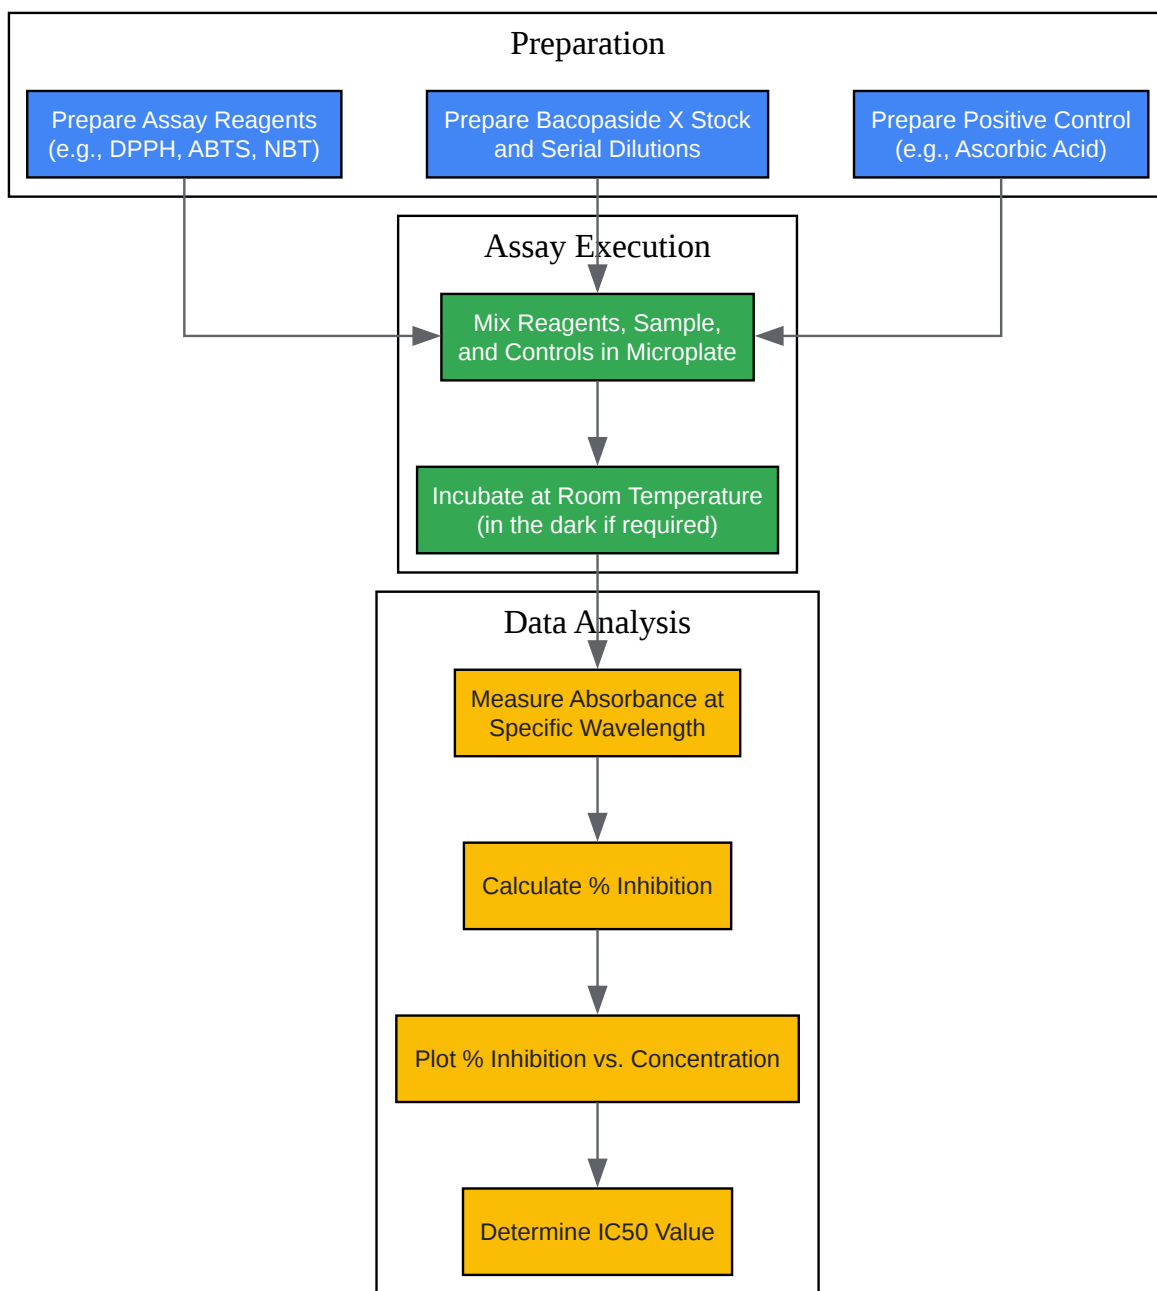 Preparation
Prepare Assay Reagents
(e.g., DPPH, ABTS, NBT)
Prepare Bacopaside X Stock
and Serial Dilutions
Prepare Positive Control
(e.g., Ascorbic Acid)
Assay Execution
Mix Reagents, Sample,
and Controls in Microplate
Incubate at Room Temperature
(in the dark if required)
Data Analysis
Measure Absorbance at
Specific Wavelength
Calculate % Inhibition
Plot % Inhibition vs. Concentration
Determine IC50 Value